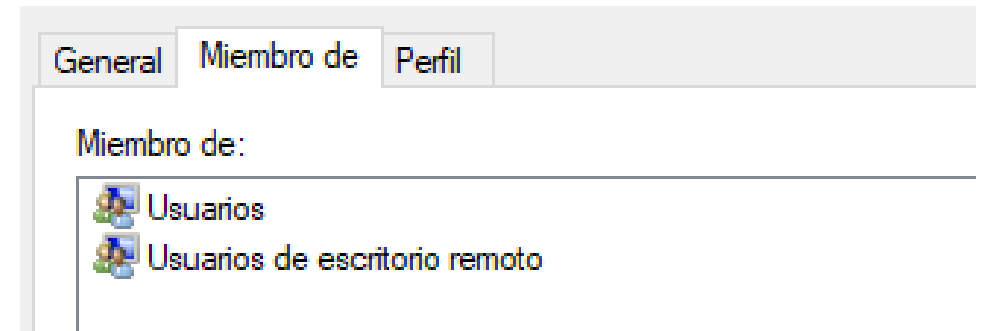 General Miembro de Perfil
Miembro de:
Usuarios
Usuarios de escritorio remoto